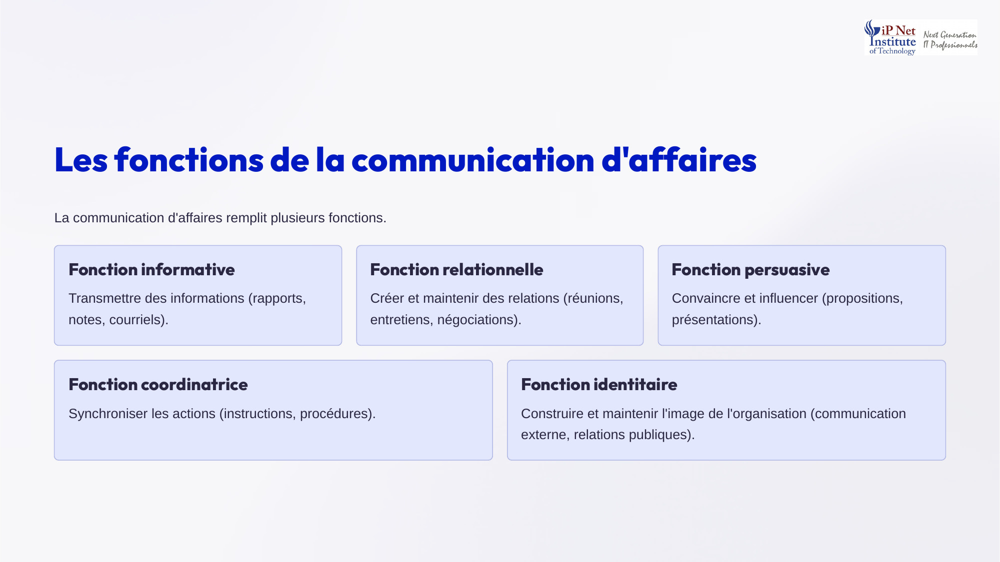 iP Net
Institute
of Technology
Next Generation
IT Professionnels
Les fonctions de la communication d'affaires
La communication d'affaires remplit plusieurs fonctions.
Fonction informative
Transmettre des informations (rapports,
notes, courriels).
Fonction relationnelle
Créer et maintenir des relations (réunions,
entretiens, négociations).
Fonction persuasive
Convaincre et influencer (propositions,
présentations).
Fonction coordinatrice
Synchroniser les actions (instructions, procédures).
Fonction identitaire
Construire et maintenir l'image de l'organisation (communication
externe, relations publiques).